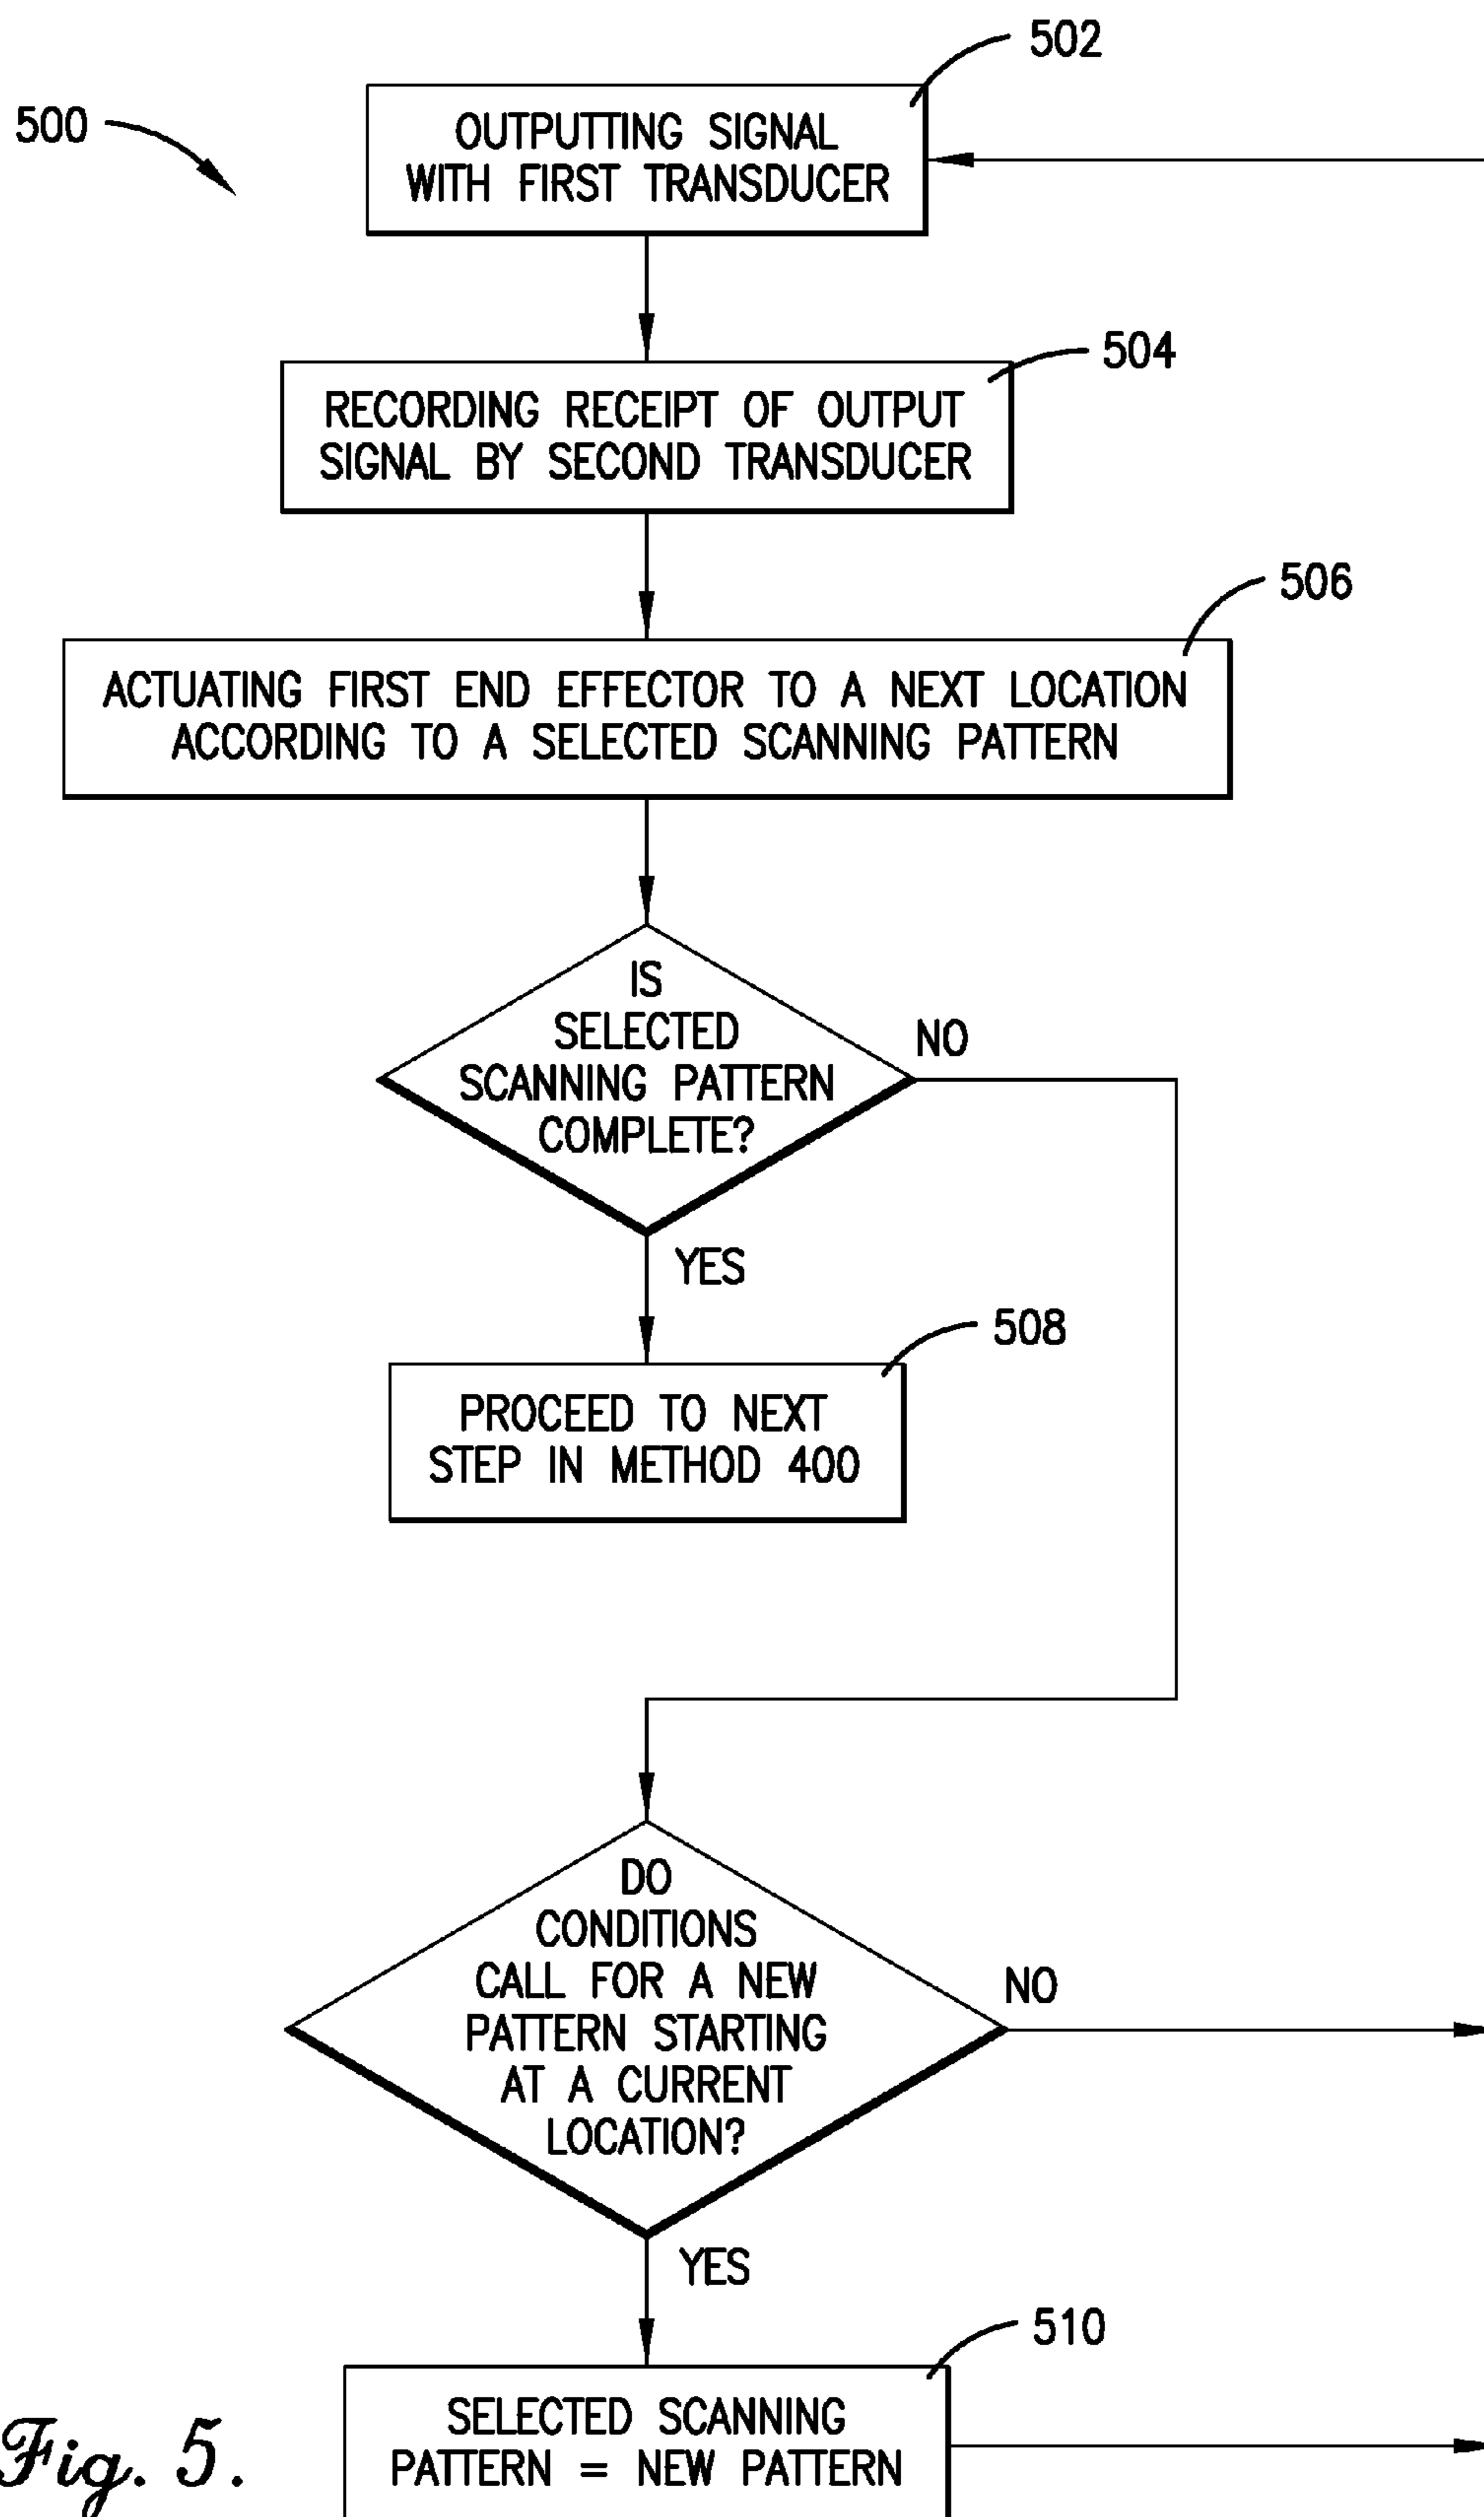 502
500
OUTPUTTING SIGNAL
WITH FIRST TRANSDUCER
504
RECORDING RECEIPT OF OUTPUT
SIGNAL BY SECOND TRANSDUCER
506
ACTUATING FIRST END EFFECTOR TO A NEXT LOCATION
ACCORDING TO A SELECTED SCANNING PATTERN
IS
SELECTED
SCANNING PATTERN
COMPLETE?
NO
YES
508
PROCEED TO NEXT
STEP IN METHOD 400
DO
CONDITIONS
CALL FOR A NEW
PATTERN STARTING
AT A CURRENT
LOCATION?
NO
YES
510
SELECTED SCANNING
PATTERN = NEW PATTERN
Fig. 5.